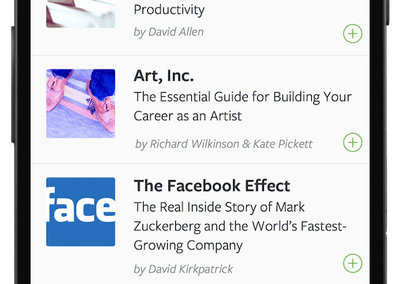 Productivity
by David Allen
Art, Inc.
The Essential Guide for Building Your
Career as an Artist
by Richard Wilkinson & Kate Pickett
The Facebook Effect
face
The Real Inside Story of Mark
Zuckerberg and the World's Fastest-
Growing Company
by David Kirkpatrick